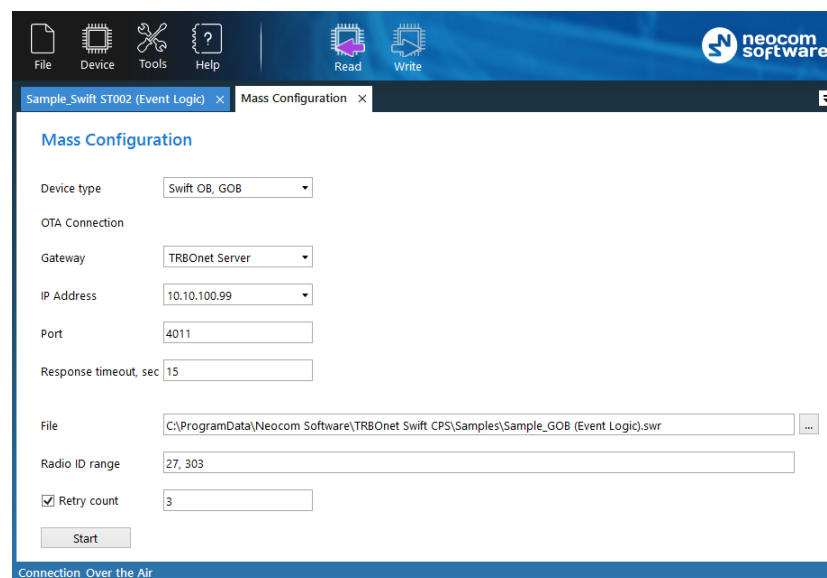 File Device Tools Help Read Write
neocom
software
Sample_Swift ST002 (Event Logic) × Mass Configuration ×
Mass Configuration
Device type Swift OB, GOB
OTA Connection
Gateway TRBOnet Server
IP Address 10.10.100.99
Port 4011
Response timeout, sec 15
File C:\ProgramData\Neocom Software\TRBOnet Swift CPS\Samples\Sample_GOB (Event Logic).swr ...
Radio ID range 27, 303
Retry count 3
Start
Connection Over the Air